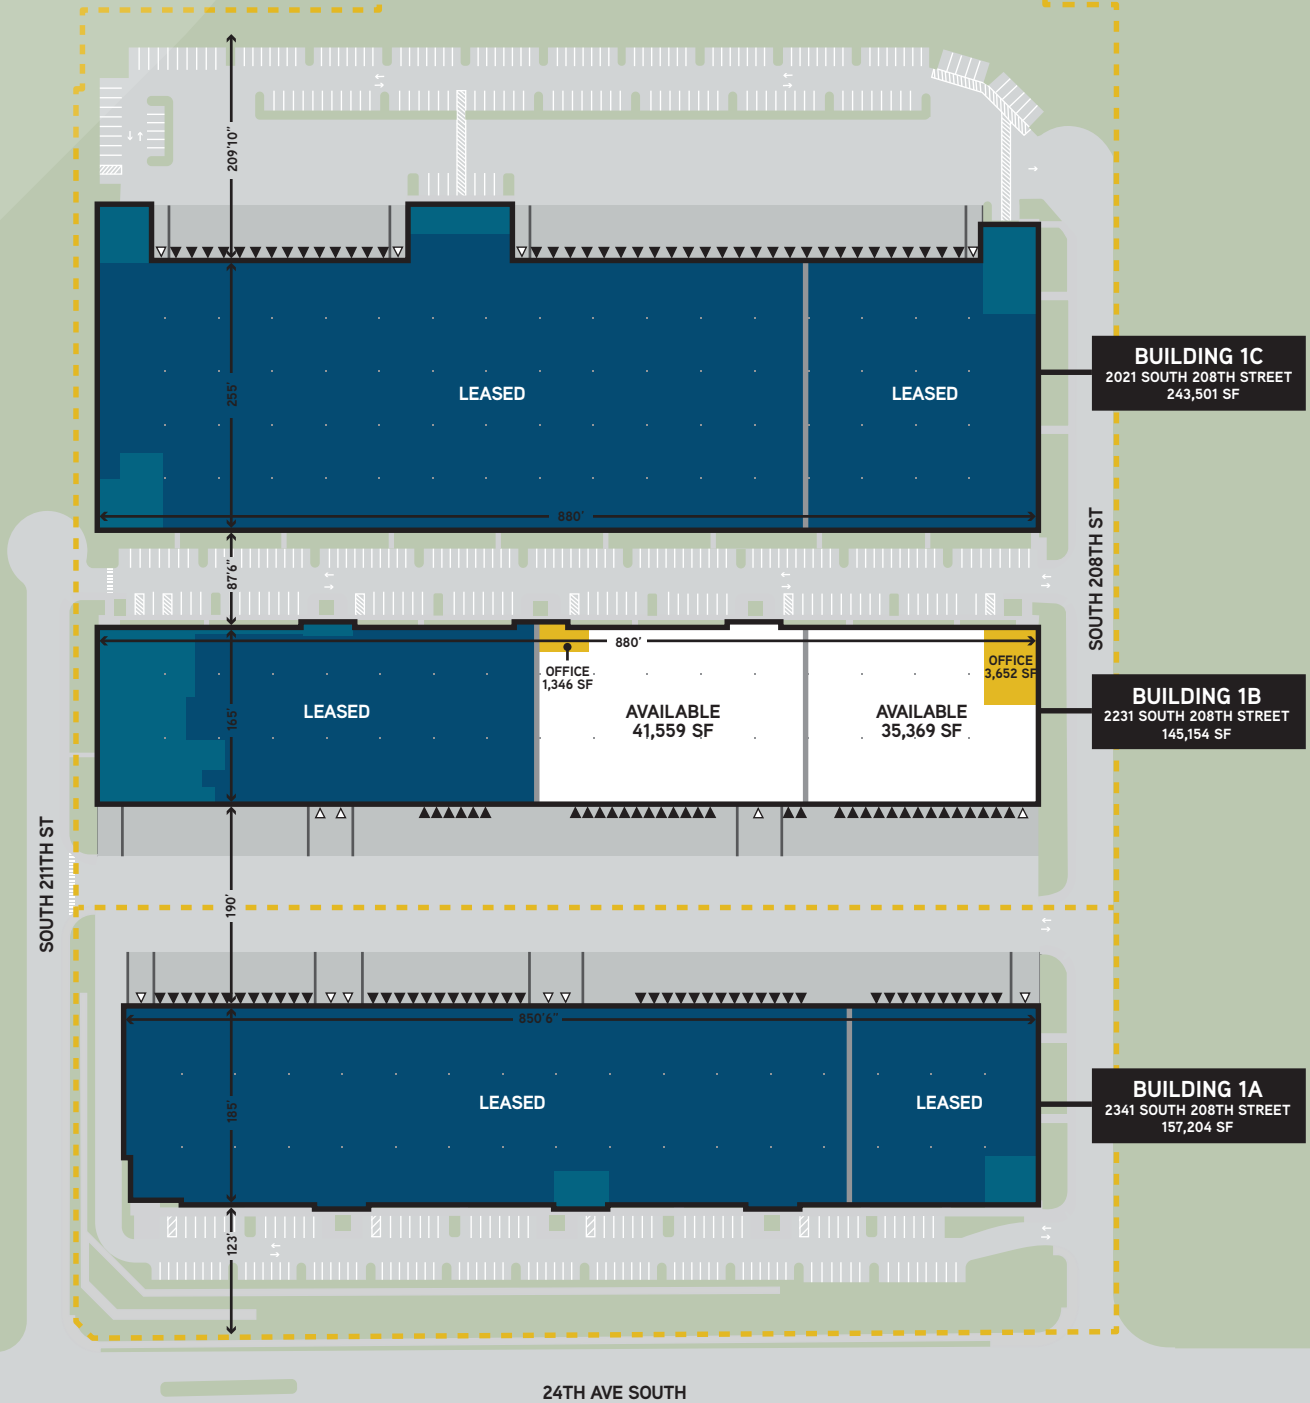 209'10"
255'
LEASED
LEASED
880'
BUILDING 1C
2021 SOUTH 208TH STREET
243,501 SF
87'6"
SOUTH 208TH ST
880'
OFFICE
1,346 SF
OFFICE
3,652 SF
165'
LEASED
AVAILABLE
41,559 SF
AVAILABLE
35,369 SF
BUILDING 1B
2231 SOUTH 208TH STREET
145,154 SF
SOUTH 211TH ST
190'
850'6"
185'
LEASED
LEASED
BUILDING 1A
2341 SOUTH 208TH STREET
157,204 SF
123'
24TH AVE SOUTH